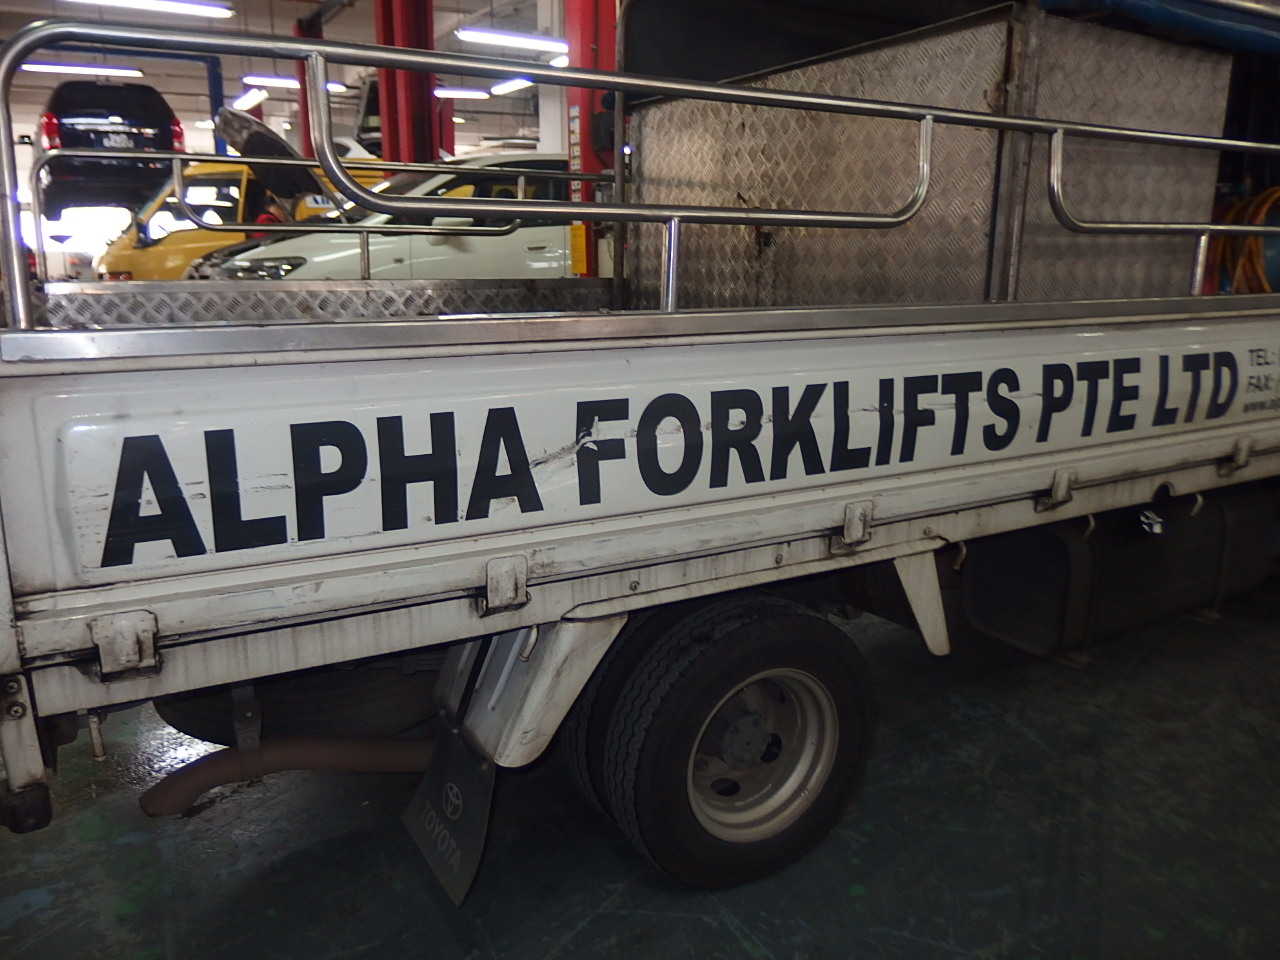 ALPHA FORKLIFTS PTE LTD
TEL:
FAX:
TOYOTA